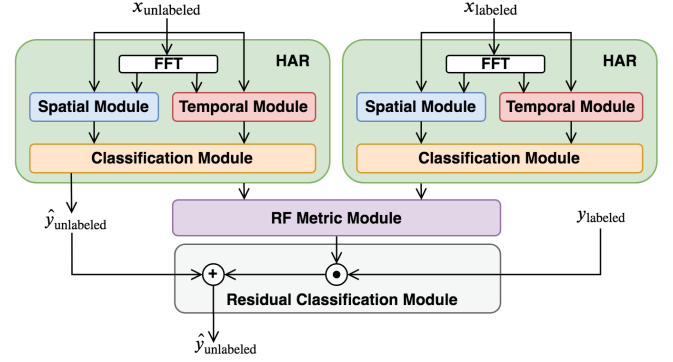 x_unlabeled x_labeled
FFT HAR FFT HAR
Spatial Module Temporal Module Spatial Module Temporal Module
Classification Module Classification Module
RF Metric Module
ŷ_unlabeled y_labeled
+
Residual Classification Module
ŷ_unlabeled